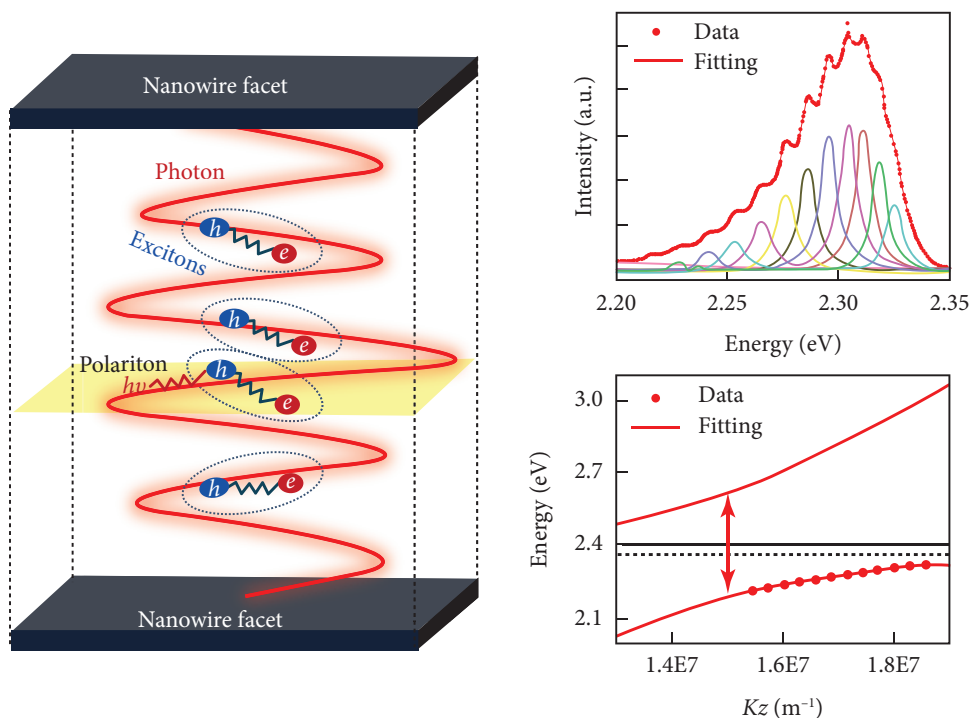 Nanowire facet
Photon
h
e
Excitons
h
e
Polariton
hν
h
e
h
e
Nanowire facet
Data
Fitting
Intensity (a.u.)
2.20
2.25
2.30
2.35
Energy (eV)
Data
Fitting
3.0
2.7
2.4
2.1
Energy (eV)
1.4E7
1.6E7
1.8E7
Kz (m⁻¹)